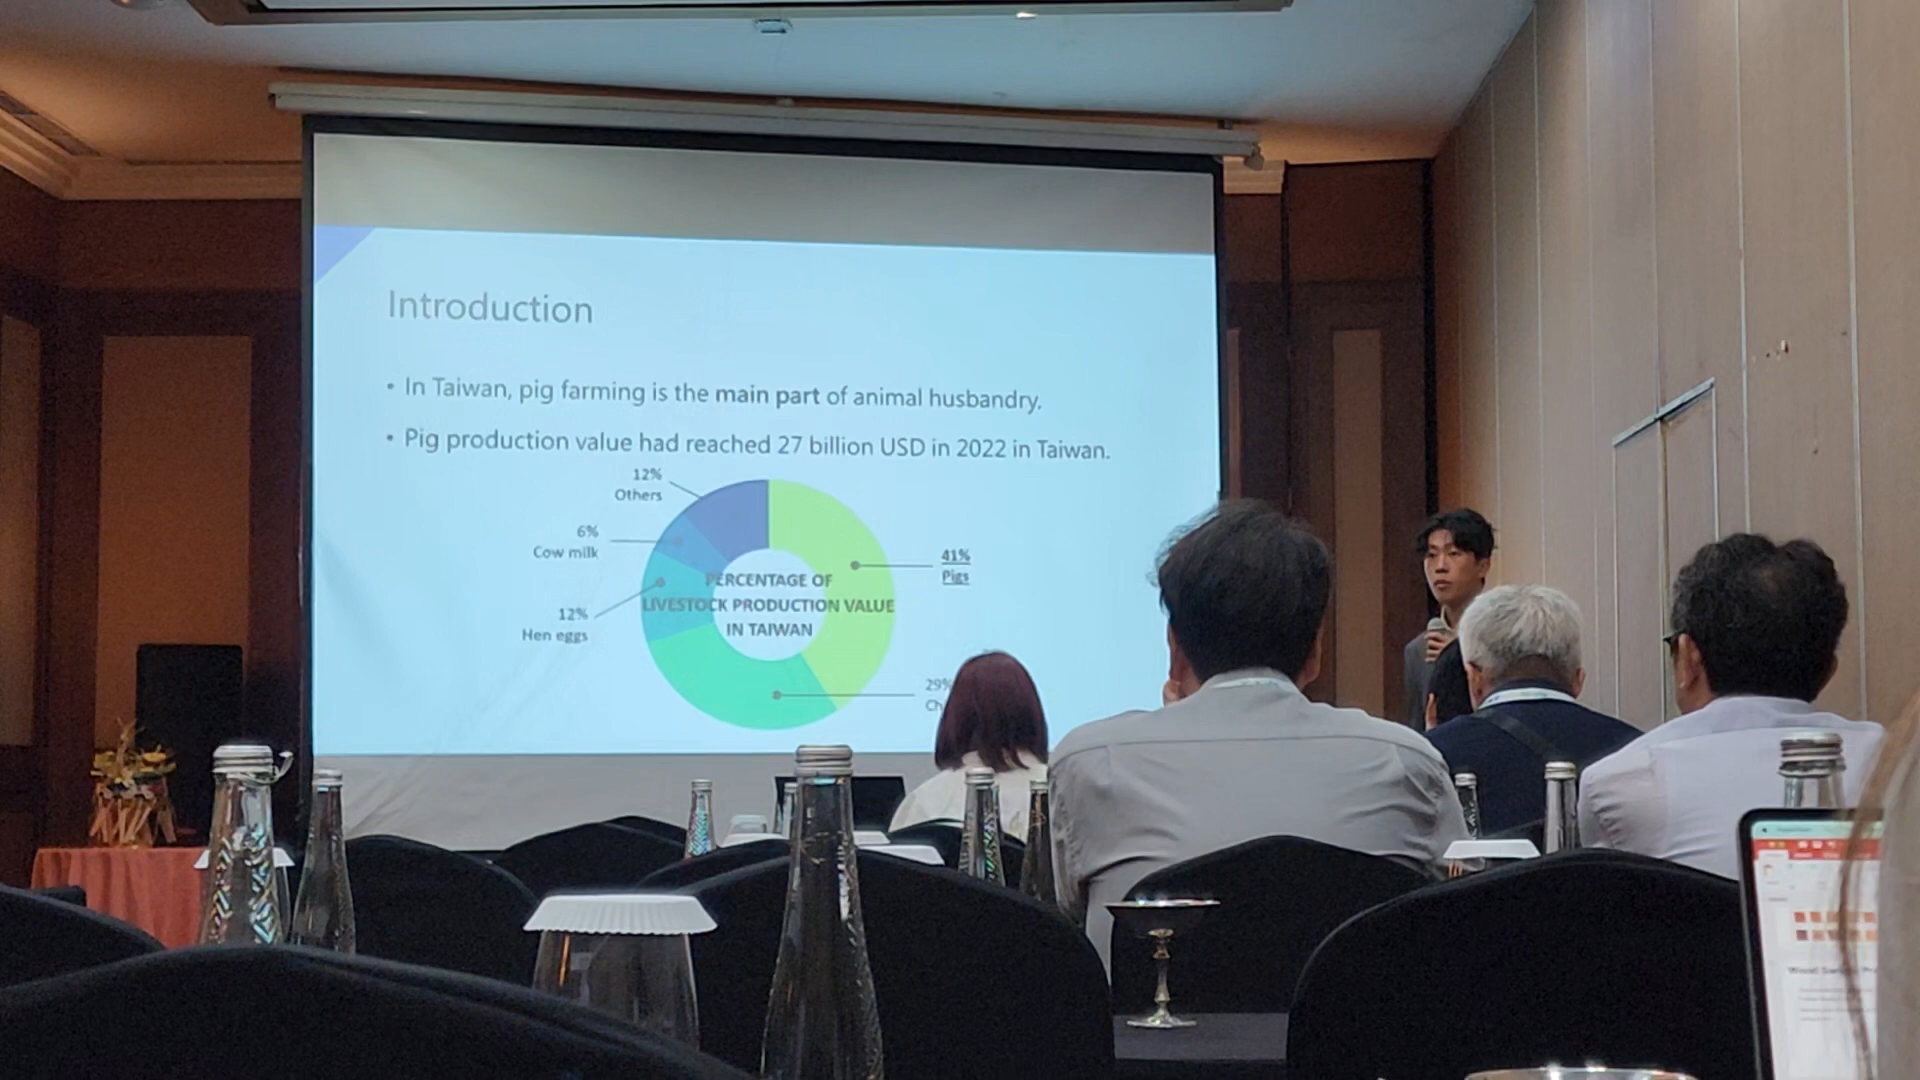 Introduction
• In Taiwan, pig farming is the main part of animal husbandry.
• Pig production value had reached 27 billion USD in 2022 in Taiwan.
12%
Others
6%
Cow milk
12%
Hen eggs
PERCENTAGE OF
LIVESTOCK PRODUCTION VALUE
IN TAIWAN
41%
Pigs
29%